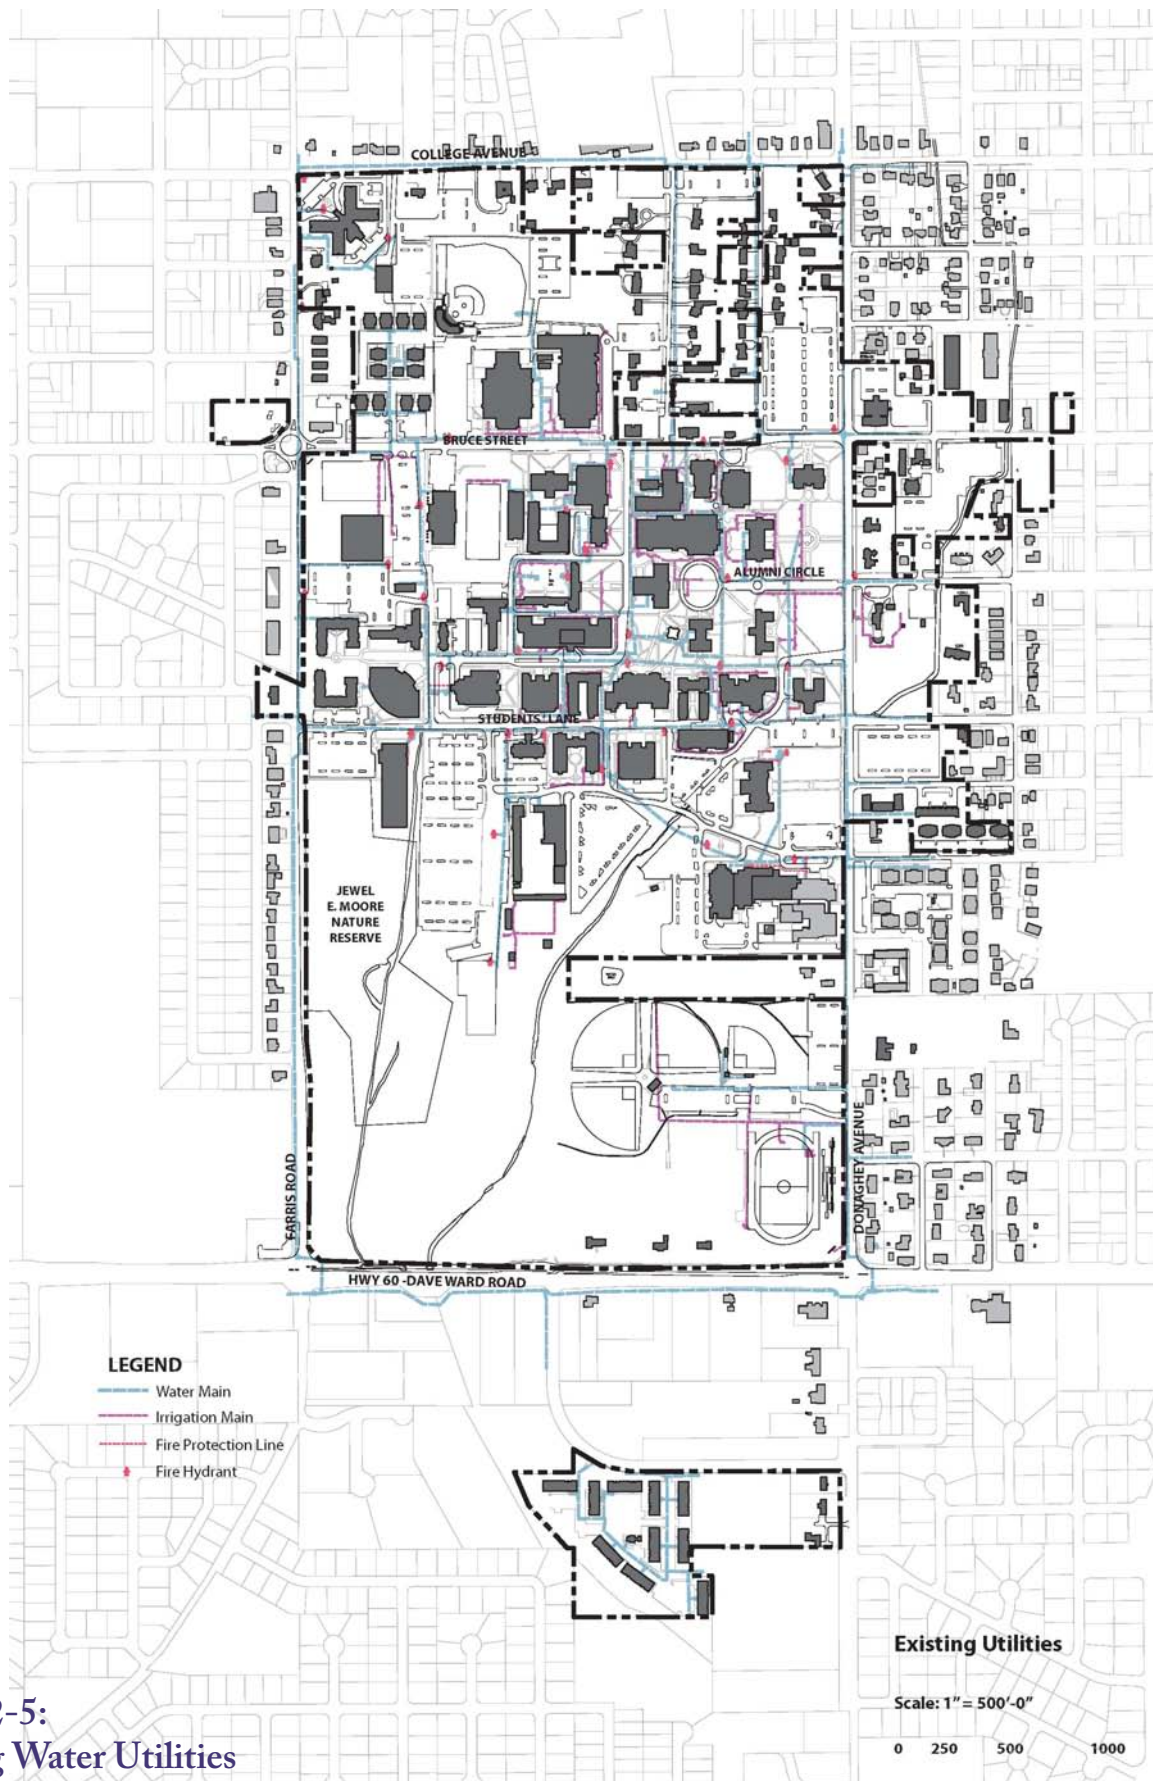 COLLEGE AVENUE
BRUCE STREET
ALUMNI CIRCLE
STUDENTS' LANE
JEWEL
E. MOORE
NATURE
RESERVE
FARRIS ROAD
DONAGHEY AVENUE
HWY 60 -DAVE WARD ROAD
LEGEND
Water Main
Irrigation Main
Fire Protection Line
Fire Hydrant
Existing Utilities
Scale: 1" = 500'-0"
0 250 500 1000
2-5:
g Water Utilities